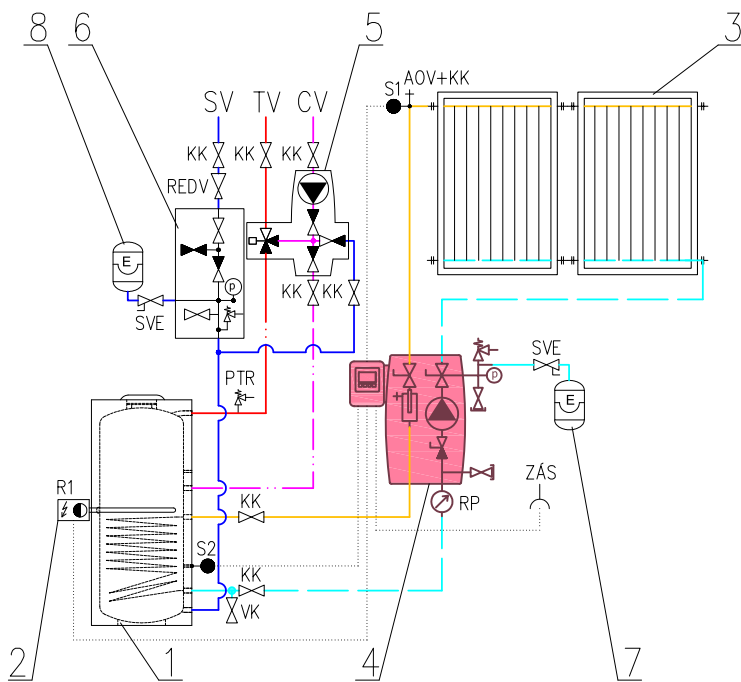 8 6 5 3
S1 AOV+KK
SV TV CV
KK KK KK
REDV
E
p
KK KK
SVE
PTR
SVE
p
E
ZÁS
R1
KK
RP
S2
KK
VK
2 1 4 7